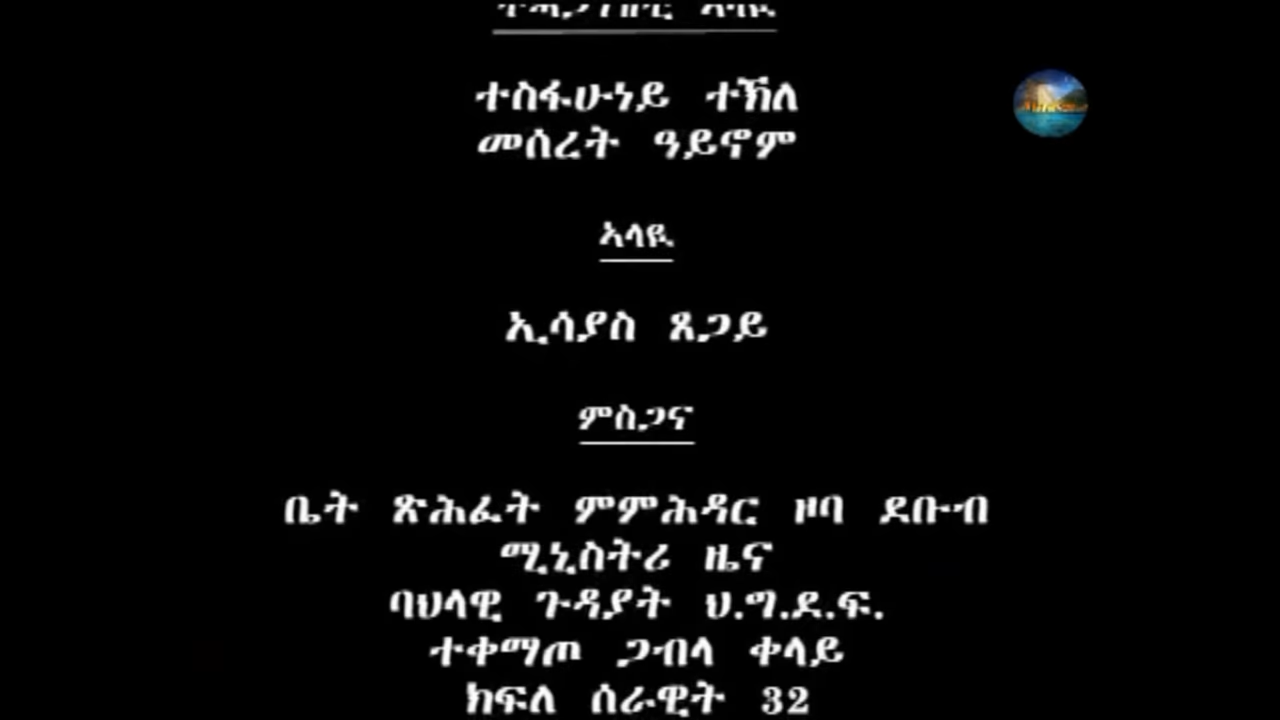 ተስፋሁነይ ተኽለ
መሰረት ዓይኖም
ኣላዪ
ኢሳያስ ጸጋይ
ምስጋና
ቤት ጽሕፈት ምምሕዳር ዞባ ደቡብ
ሚኒስትሪ ዜና
ባህላዊ ጉዳያት ህ.ግ.ደ.ፍ.
ተቀማጦ ጋብላ ቀላይ
ክፍለ ሰራዊት 32